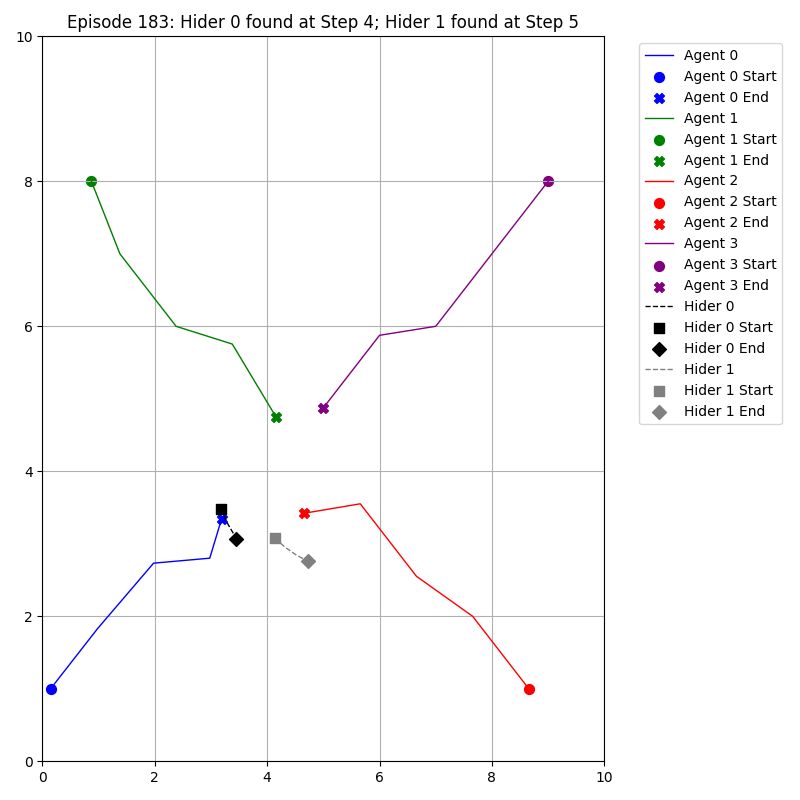 Episode 183: Hider 0 found at Step 4; Hider 1 found at Step 5
10
8
6
4
2
0
0 2 4 6 8 10
Agent 0
Agent 0 Start
Agent 0 End
Agent 1
Agent 1 Start
Agent 1 End
Agent 2
Agent 2 Start
Agent 2 End
Agent 3
Agent 3 Start
Agent 3 End
Hider 0
Hider 0 Start
Hider 0 End
Hider 1
Hider 1 Start
Hider 1 End